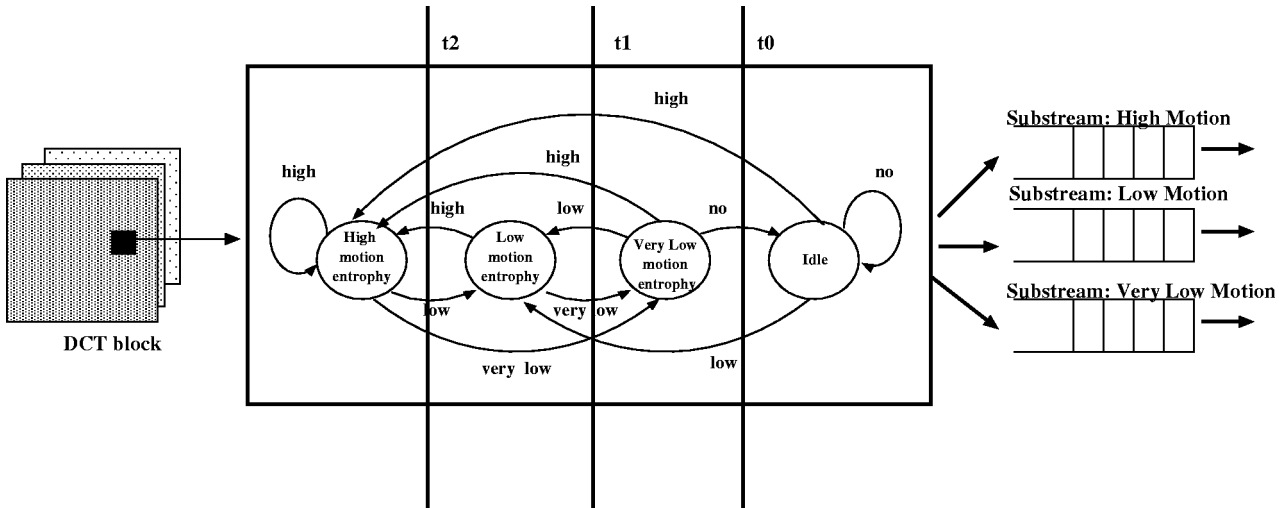 t2
t1
t0
high
Substream: High Motion
high
high
no
Substream: Low Motion
high
low
no
High
motion
entrophy
Low
motion
entrophy
Very Low
motion
entrophy
Idle
low
very low
Substream: Very Low Motion
DCT block
very low
low